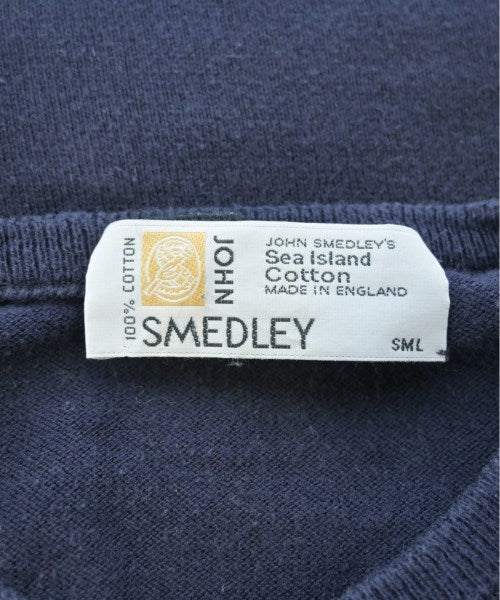 100% COTTON
JOHN
SMEDLEY
JOHN SMEDLEY'S
Sea Island
Cotton
MADE IN ENGLAND
SML